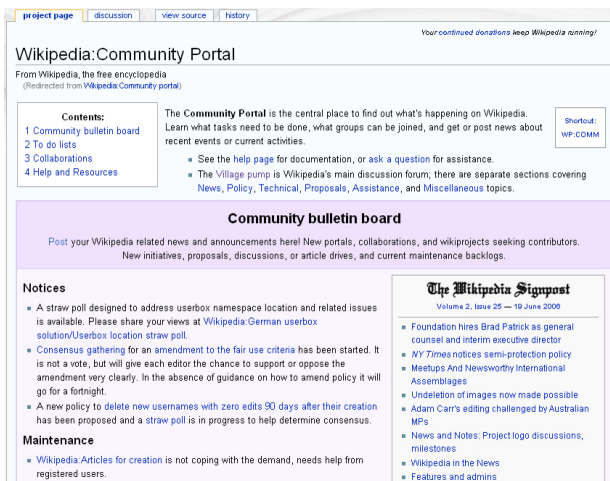 project page
discussion
view source
history
Your continued donations keep Wikipedia running!
Wikipedia:Community Portal
From Wikipedia, the free encyclopedia
(Redirected from Wikipedia:Community portal)
Contents:
1 Community bulletin board
2 To do lists
3 Collaborations
4 Help and Resources
The Community Portal is the central place to find out what's happening on Wikipedia.
Learn what tasks need to be done, what groups can be joined, and get or post news about
recent events or current activities.
See the help page for documentation, or ask a question for assistance.
The Village pump is Wikipedia's main discussion forum; there are separate sections covering
News, Policy, Technical, Proposals, Assistance, and Miscellaneous topics.
Shortcut:
WP:COMM
Community bulletin board
Post your Wikipedia related news and announcements here! New portals, collaborations, and wikiprojects seeking contributors.
New initiatives, proposals, discussions, or article drives, and current maintenance backlogs.
Notices
A straw poll designed to address userbox namespace location and related issues
is available. Please share your views at Wikipedia:German userbox
solution/Userbox location straw poll.
Consensus gathering for an amendment to the fair use criteria has been started. It
is not a vote, but will give each editor the chance to support or oppose the
amendment very clearly. In the absence of guidance on how to amend policy it will
go for a fortnight.
A new policy to delete new usernames with zero edits 90 days after their creation
has been proposed and a straw poll is in progress to help determine consensus.
Maintenance
Wikipedia:Articles for creation is not coping with the demand, needs help from
registered users.
The Wikipedia Signpost
Volume 2, Issue 25 — 19 June 2006
Foundation hires Brad Patrick as general
counsel and interim executive director
NY Times notices semi-protection policy
Meetups And Newsworthy International
Assemblages
Undeletion of images now made possible
Adam Carr's editing challenged by Australian
MPs
News and Notes: Project logo discussions,
milestones
Wikipedia in the News
Features and admins